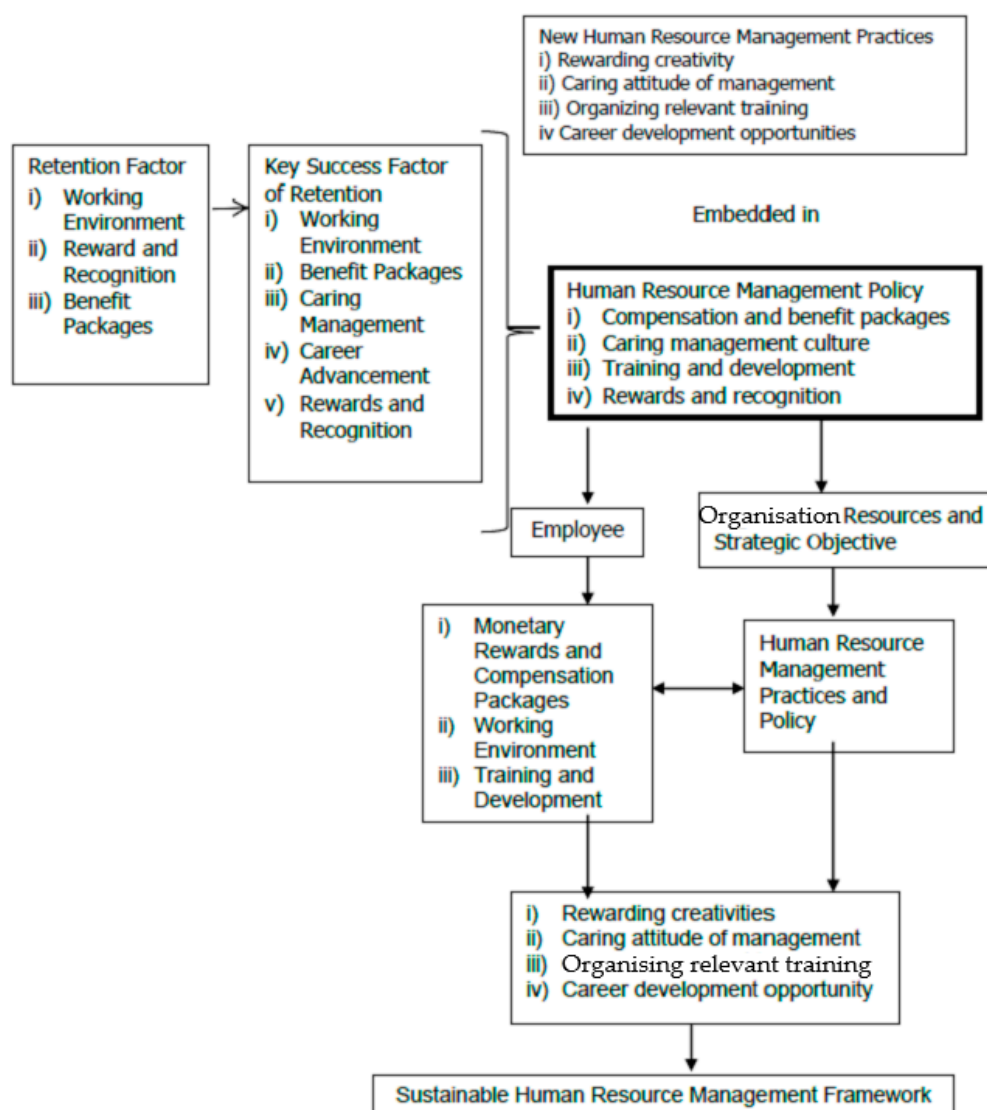 New Human Resource Management Practices
i) Rewarding creativity
ii) Caring attitude of management
iii) Organizing relevant training
iv Career development opportunities
Retention Factor
i) Working
Environment
ii) Reward and
Recognition
iii) Benefit
Packages
Key Success Factor
of Retention
i) Working
Environment
ii) Benefit Packages
iii) Caring
Management
iv) Career
Advancement
v) Rewards and
Recognition
Embedded in
Human Resource Management Policy
i) Compensation and benefit packages
ii) Caring management culture
iii) Training and development
iv) Rewards and recognition
Employee
Organisation Resources and
Strategic Objective
i) Monetary
Rewards and
Compensation
Packages
ii) Working
Environment
iii) Training and
Development
Human Resource
Management
Practices and
Policy
i) Rewarding creativities
ii) Caring attitude of management
iii) Organising relevant training
iv) Career development opportunity
Sustainable Human Resource Management Framework